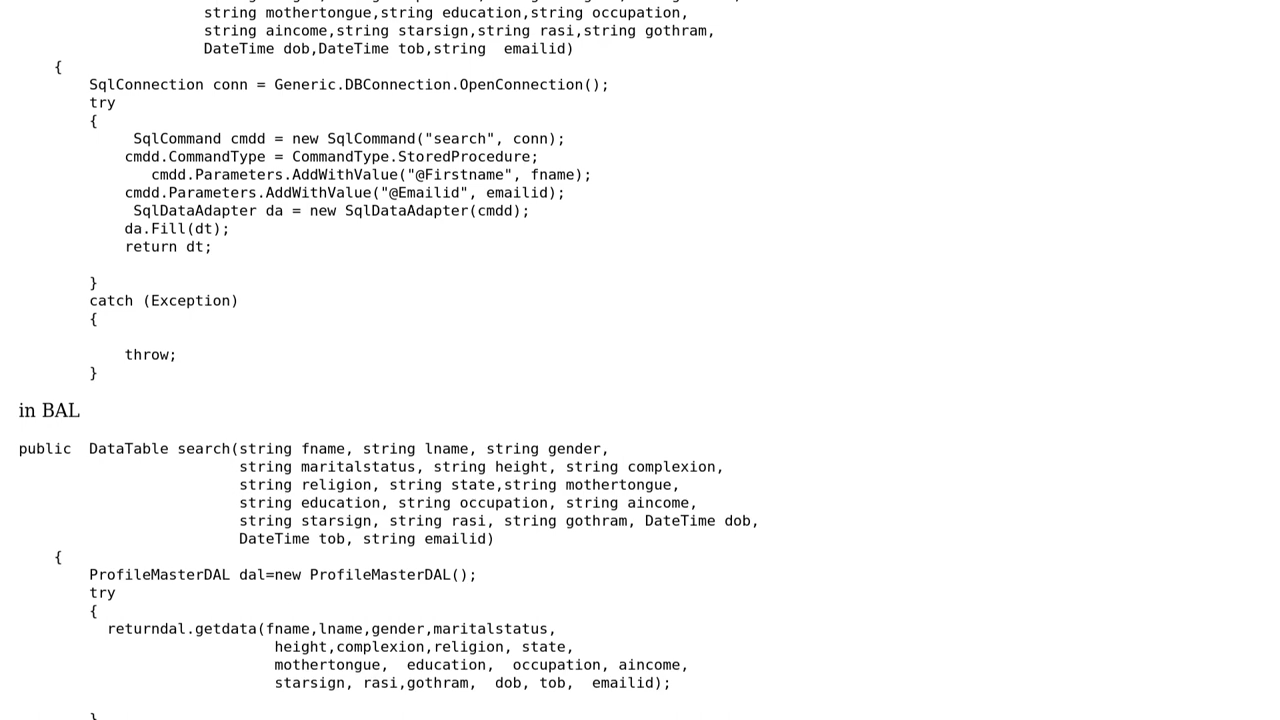 string mothertongue,string education,string occupation,
string aincome,string starsign,string rasi,string gothram,
DateTime dob,DateTime tob,string  emailid)
{
SqlConnection conn = Generic.DBConnection.OpenConnection();
try
{
SqlCommand cmdd = new SqlCommand("search", conn);
cmdd.CommandType = CommandType.StoredProcedure;
cmdd.Parameters.AddWithValue("@Firstname", fname);
cmdd.Parameters.AddWithValue("@Emailid", emailid);
SqlDataAdapter da = new SqlDataAdapter(cmdd);
da.Fill(dt);
return dt;
}
catch (Exception)
{
throw;
}
in BAL
public  DataTable search(string fname, string lname, string gender,
string maritalstatus, string height, string complexion,
string religion, string state,string mothertongue,
string education, string occupation, string aincome,
string starsign, string rasi, string gothram, DateTime dob,
DateTime tob, string emailid)
{
ProfileMasterDAL dal=new ProfileMasterDAL();
try
{
returndal.getdata(fname,lname,gender,maritalstatus,
height,complexion,religion, state,
mothertongue,  education,  occupation, aincome,
starsign, rasi,gothram,  dob, tob,  emailid);
}